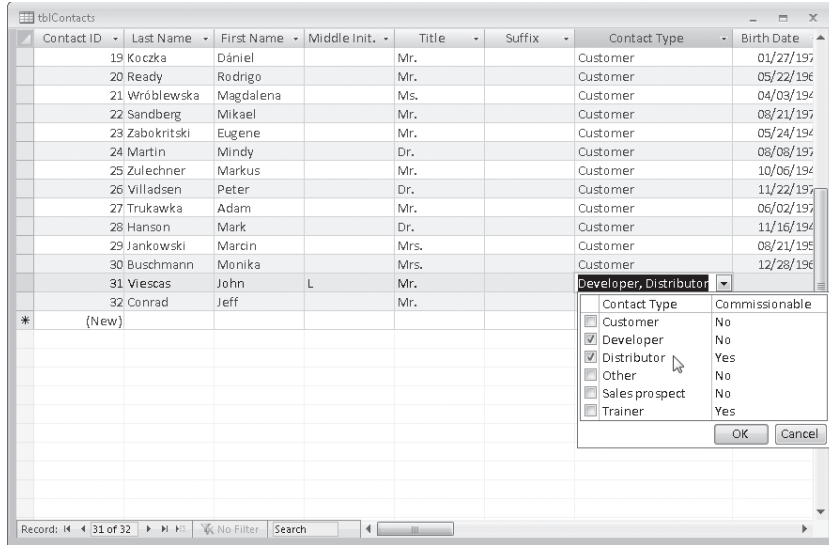 tblContacts
Contact ID Last Name First Name Middle Init. Title Suffix Contact Type Birth Date
19 Koczka Dániel Mr. Customer 01/27/197
20 Ready Rodrigo Mr. Customer 05/22/196
21 Wróblewska Magdalena Ms. Customer 04/03/194
22 Sandberg Mikael Mr. Customer 08/21/197
23 Zabokritski Eugene Mr. Customer 05/24/194
24 Martin Mindy Dr. Customer 08/08/197
25 Zulechner Markus Mr. Customer 10/06/194
26 Villadsen Peter Dr. Customer 11/22/197
27 Trukawka Adam Mr. Customer 06/02/197
28 Hanson Mark Dr. Customer 11/16/194
29 Jankowski Marcin Mrs. Customer 08/21/195
30 Buschmann Monika Mrs. Customer 12/28/196
31 Viescas John L Mr. Developer, Distributor
32 Conrad Jeff Mr.
Contact Type Commissionable
* (New)
Customer No
Developer No
Distributor Yes
Other No
Sales prospect No
Trainer Yes
OK Cancel
Record: 31 of 32 No Filter Search